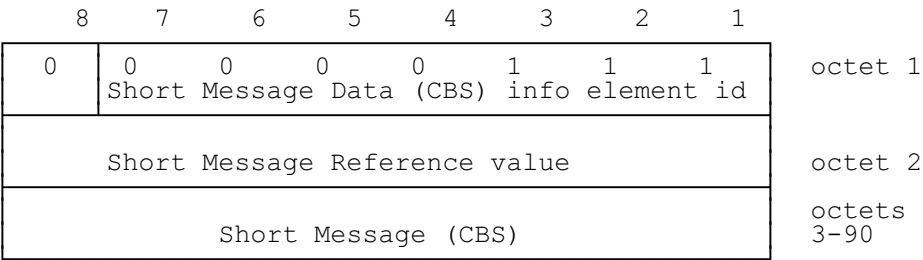 8 7 6 5 4 3 2 1
0 0 0 0 0 1 1 1 octet 1
Short Message Data (CBS) info element id
Short Message Reference value octet 2
octets
Short Message (CBS) 3-90